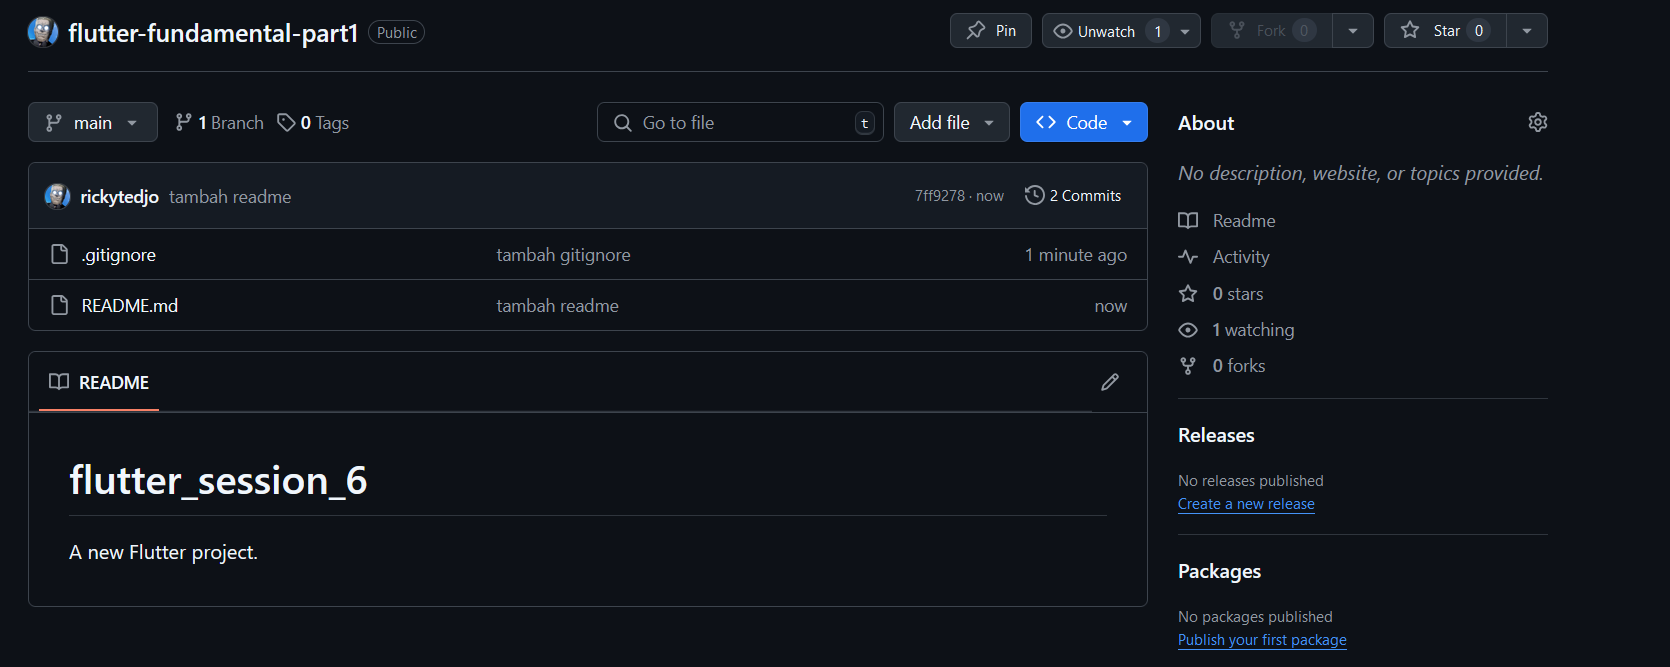 flutter-fundamental-part1 Public
Pin Unwatch 1 Fork 0 Star 0
main 1 Branch 0 Tags Go to file t Add file Code
rickytedjo tambah readme 7ff9278 · now 2 Commits
.gitignore tambah gitignore 1 minute ago
README.md tambah readme now
README
flutter_session_6
A new Flutter project.
About
No description, website, or topics provided.
Readme
Activity
0 stars
1 watching
0 forks
Releases
No releases published
Create a new release
Packages
No packages published
Publish your first package